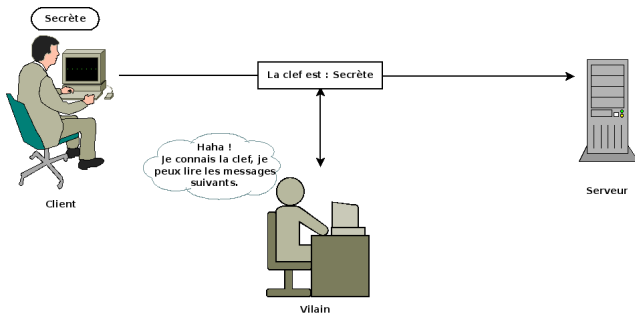 Secrète
La clef est : Secrète
Haha !
Je connais la clef, je
peux lire les messages
suivants.
Client
Serveur
Vilain